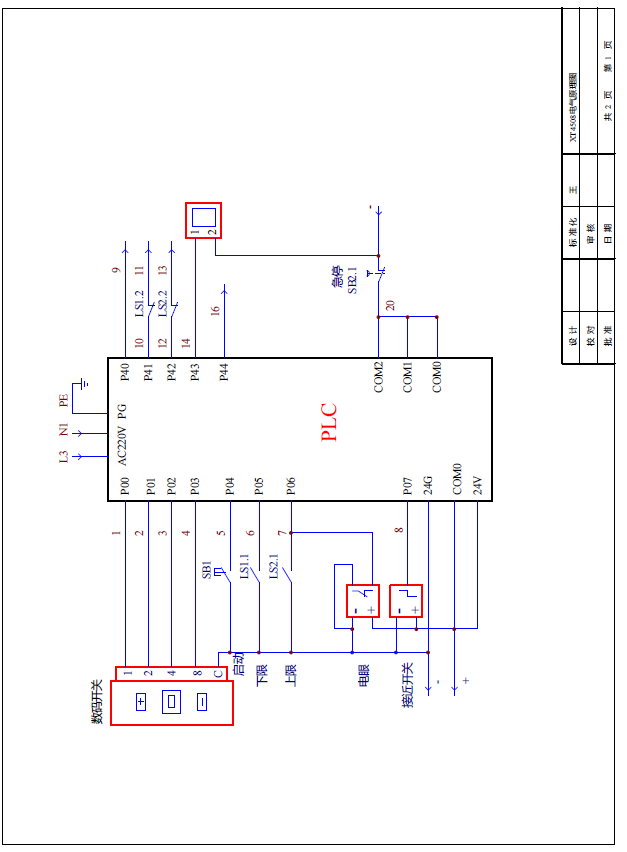 XT4508电气原理图
共 2 页 第 1 页
标准化 王
审核
日期
设计
校对
批准
数码开关
+
-
1
2
4
8
C
启动
下限
上限
电眼
接近开关
-
+
SB1
LS1.1
LS2.1
- +
- +
1
2
3
4
5
6
7
8
P00
P01
P02
P03
P04
P05
P06
P07
24G
COM0
24V
L3
N1
PE
AC220V
PG
PLC
P40
P41
P42
P43
P44
COM2
COM1
COM0
9
10
LS1.2
11
12
LS2.2
13
14
1
2
16
20
急停
SB2.1
-